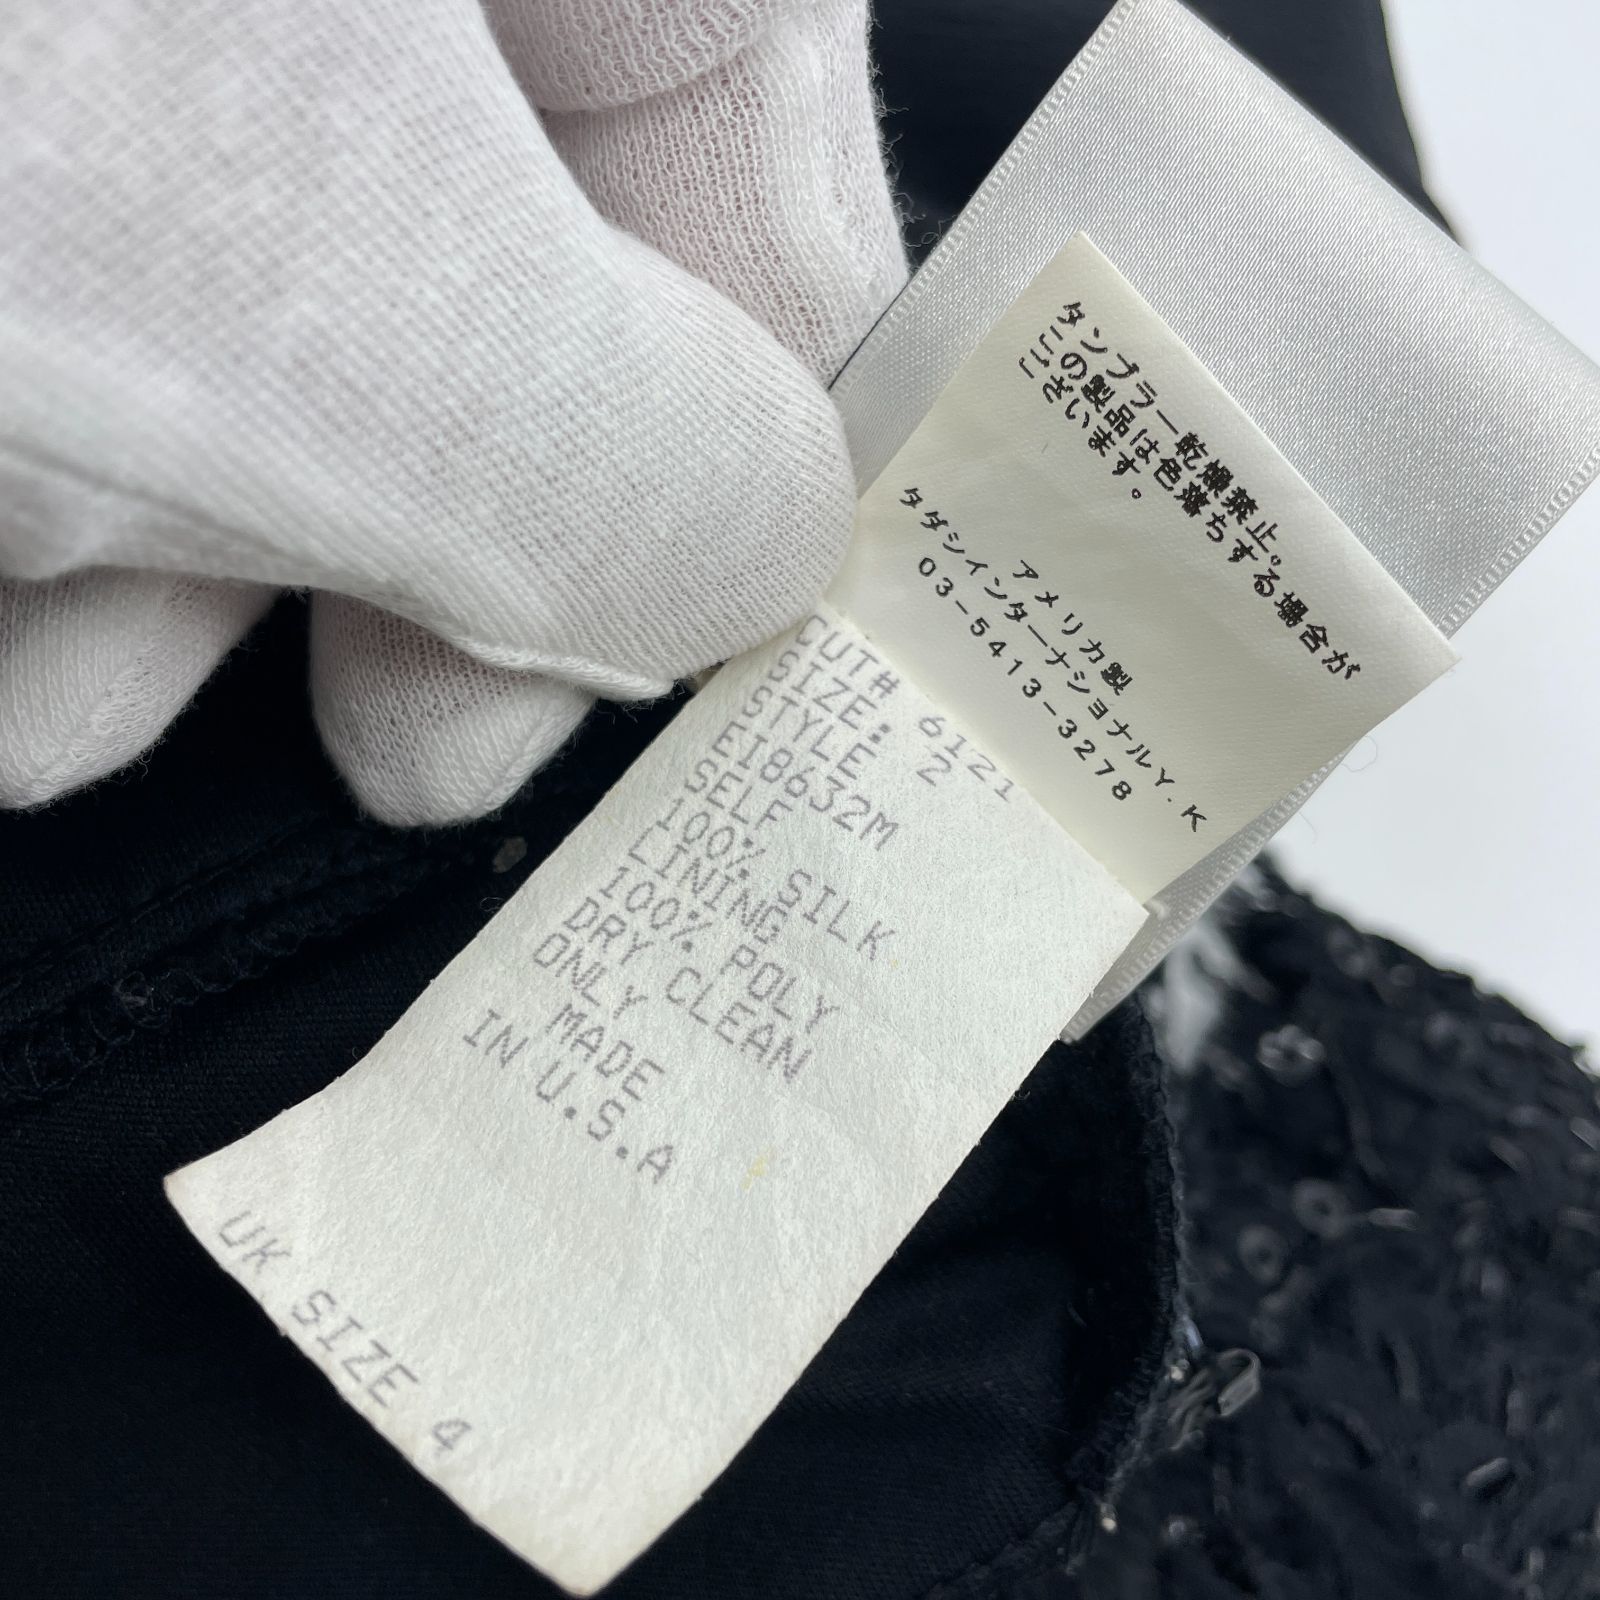 タンブラー乾燥禁止。
この製品は色落ちする場合が
ございます。
アメリカ製
タダシインターナショナルY.K
03-5413-3278
CUT# 6121
SIZE: 2
STYLE
EI8632M
SELF
100% SILK
LINING
100% POLY
DRY CLEAN
ONLY
MADE
IN U.S.A
UK SIZE 4